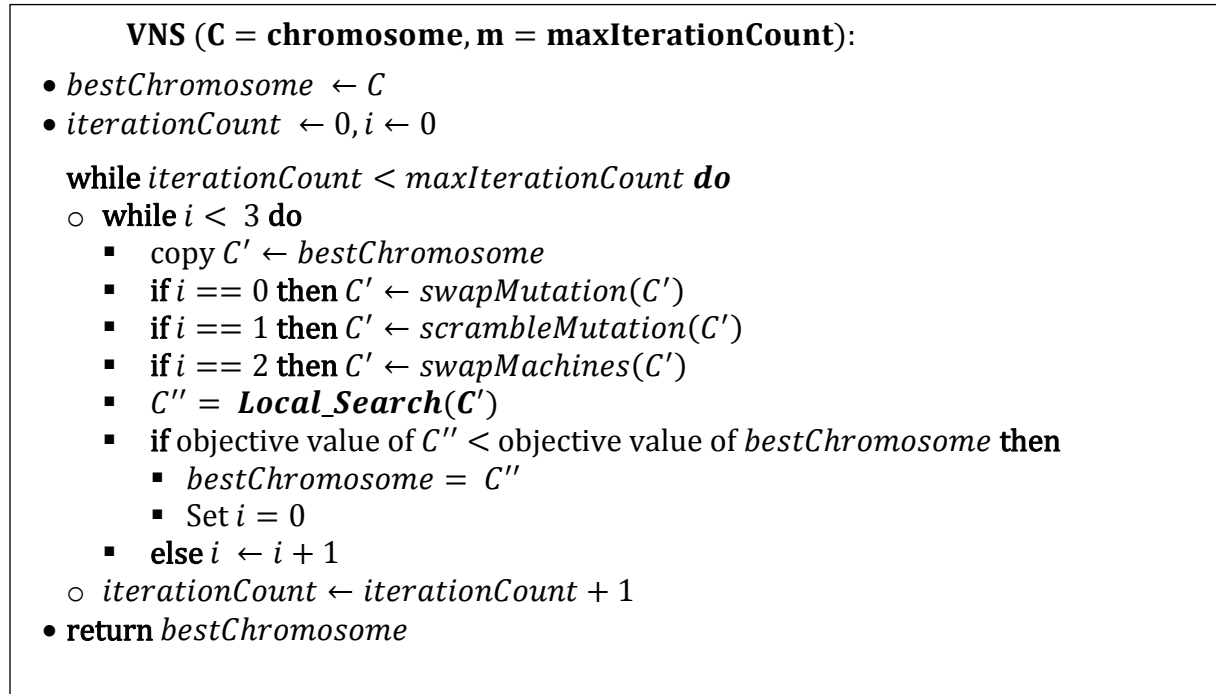 VNS (C = chromosome, m = maxIterationCount):
• bestChromosome ← C
• iterationCount ← 0, i ← 0
while iterationCount < maxIterationCount do
○ while i < 3 do
▪ copy C′ ← bestChromosome
▪ if i == 0 then C′ ← swapMutation(C′)
▪ if i == 1 then C′ ← scrambleMutation(C′)
▪ if i == 2 then C′ ← swapMachines(C′)
▪ C′′ = Local_Search(C′)
▪ if objective value of C′′ < objective value of bestChromosome then
▪ bestChromosome = C′′
▪ Set i = 0
▪ else i ← i + 1
○ iterationCount ← iterationCount + 1
• return bestChromosome